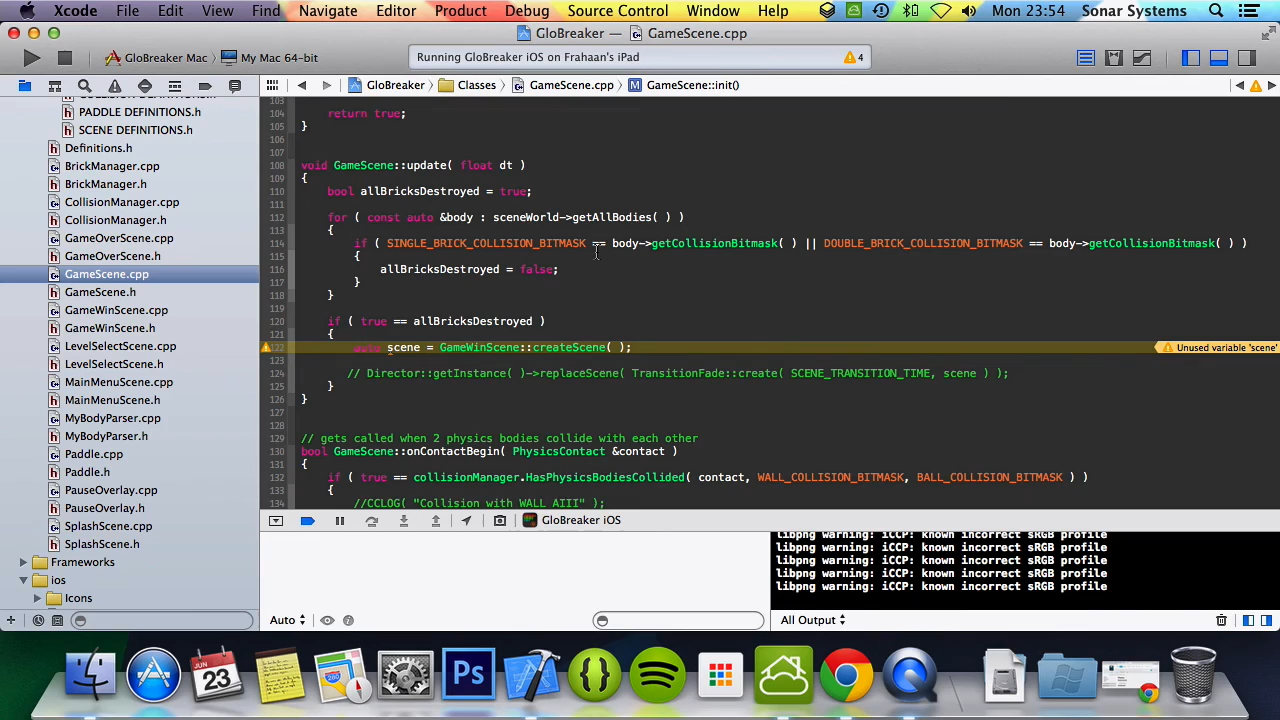 Xcode File Edit View Find Navigate Editor Product Debug Source Control Window Help Mon 23:54 Sonar Systems
GloBreaker — GameScene.cpp
GloBreaker Mac My Mac 64-bit Running GloBreaker iOS on Frahaan's iPad 4
GloBreaker Classes GameScene.cpp M GameScene::init()
PADDLE DEFINITIONS.h
SCENE DEFINITIONS.h
Definitions.h
BrickManager.cpp
BrickManager.h
CollisionManager.cpp
CollisionManager.h
GameOverScene.cpp
GameOverScene.h
GameScene.cpp
GameScene.h
GameWinScene.cpp
GameWinScene.h
LevelSelectScene.cpp
LevelSelectScene.h
MainMenuScene.cpp
MainMenuScene.h
MyBodyParser.cpp
MyBodyParser.h
Paddle.cpp
Paddle.h
PauseOverlay.cpp
PauseOverlay.h
SplashScene.cpp
SplashScene.h
Frameworks
ios
Icons
103
104 return true;
105 }
106
107
108 void GameScene::update( float dt )
109 {
110 bool allBricksDestroyed = true;
111
112 for ( const auto &body : sceneWorld->getAllBodies( ) )
113 {
114 if ( SINGLE_BRICK_COLLISION_BITMASK == body->getCollisionBitmask( ) || DOUBLE_BRICK_COLLISION_BITMASK == body->getCollisionBitmask( ) )
115 {
116 allBricksDestroyed = false;
117 }
118 }
119
120 if ( true == allBricksDestroyed )
121 {
122 auto scene = GameWinScene::createScene( ); Unused variable 'scene'
123
124 // Director::getInstance( )->replaceScene( TransitionFade::create( SCENE_TRANSITION_TIME, scene ) );
125 }
126 }
127
128
129 // gets called when 2 physics bodies collide with each other
130 bool GameScene::onContactBegin( PhysicsContact &contact )
131 {
132 if ( true == collisionManager.HasPhysicsBodiesCollided( contact, WALL_COLLISION_BITMASK, BALL_COLLISION_BITMASK ) )
133 {
134 //CCLOG( "Collision with WALL AIII" );
GloBreaker iOS
libpng warning: iCCP: known incorrect sRGB profile
libpng warning: iCCP: known incorrect sRGB profile
libpng warning: iCCP: known incorrect sRGB profile
libpng warning: iCCP: known incorrect sRGB profile
libpng warning: iCCP: known incorrect sRGB profile
Auto All Output
JUN
23
Ps